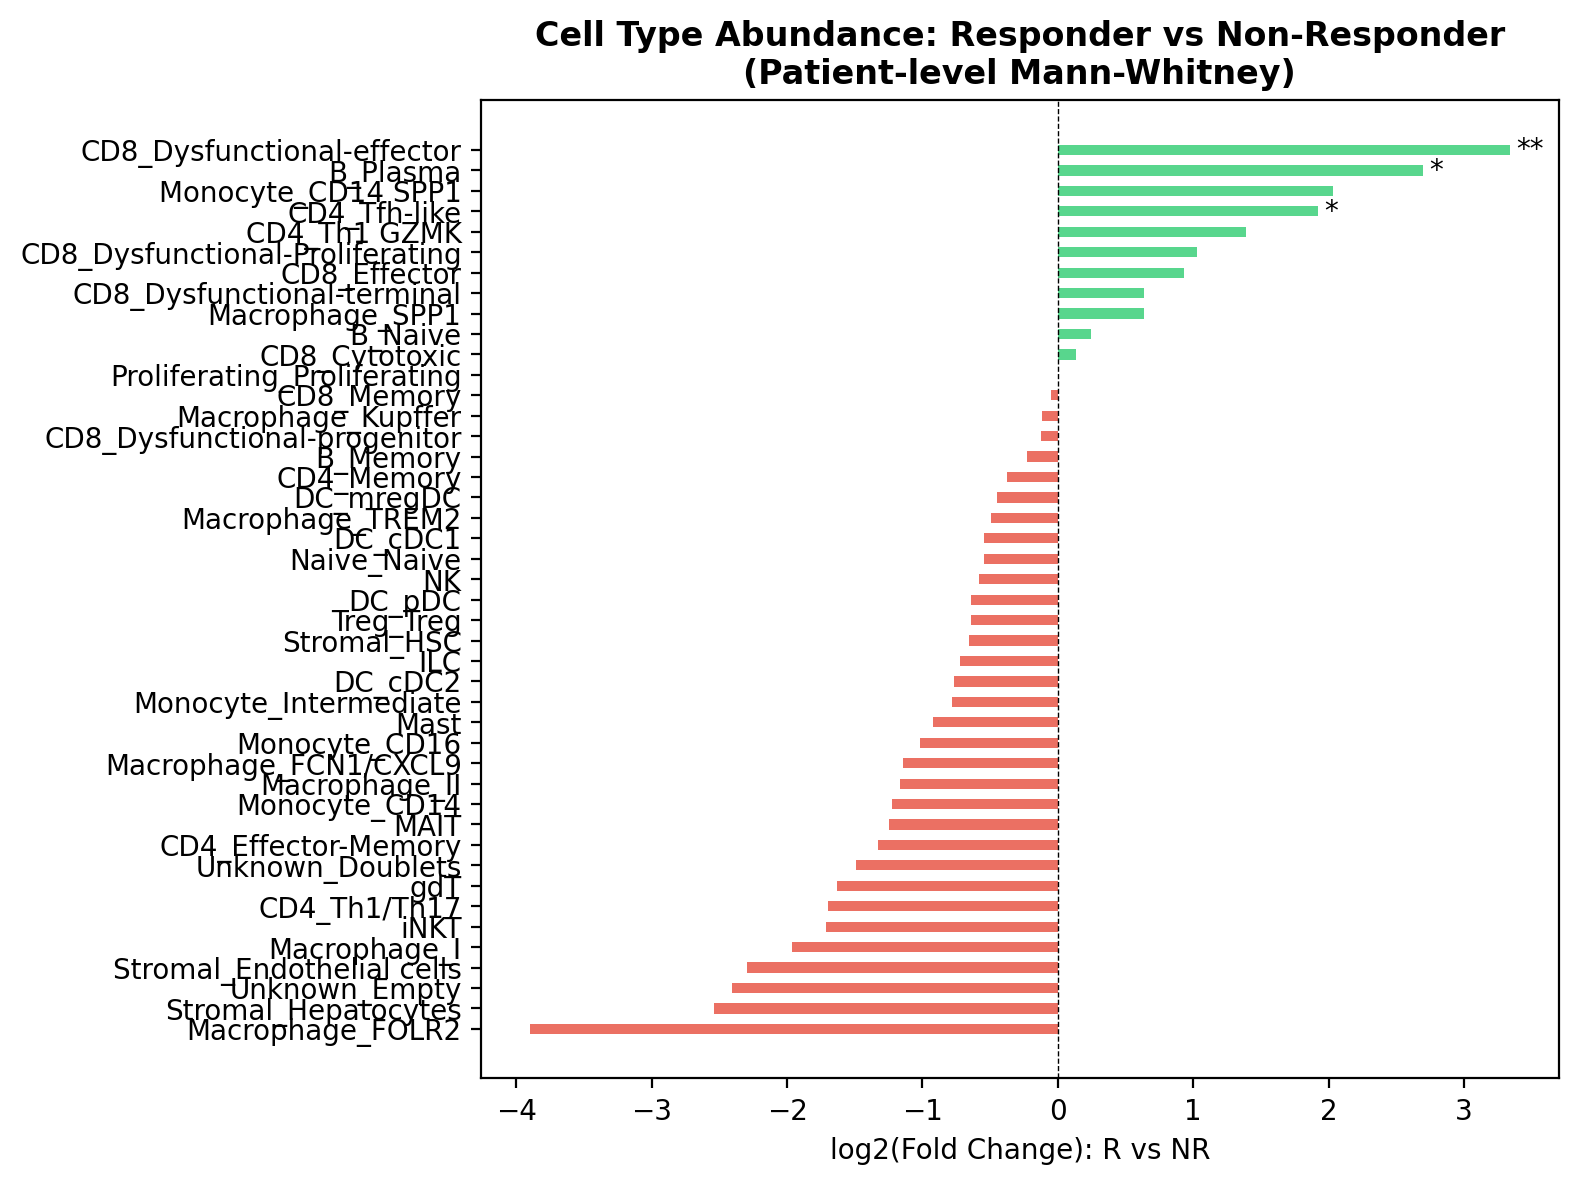 Cell Type Abundance: Responder vs Non-Responder
(Patient-level Mann-Whitney)
CD8_Dysfunctional-effector
**
B_Plasma
*
Monocyte_CD14 SPP1
CD4_Tfh-like
*
CD4_Th1 GZMK
CD8_Dysfunctional-Proliferating
CD8_Effector
CD8_Dysfunctional-terminal
Macrophage_SPP1
B_Naive
CD8_Cytotoxic
Proliferating_Proliferating
CD8_Memory
Macrophage_Kupffer
CD8_Dysfunctional-progenitor
B_Memory
CD4_Memory
DC_mregDC
Macrophage_TREM2
DC_cDC1
Naive_Naive
NK
DC_pDC
Treg_Treg
Stromal_HSC
ILC
DC_cDC2
Monocyte_Intermediate
Mast
Monocyte_CD16
Macrophage_FCN1/CXCL9
Macrophage_II
Monocyte_CD14
MAIT
CD4_Effector-Memory
Unknown_Doublets
gdT
CD4_Th1/Th17
iNKT
Macrophage_I
Stromal_Endothelial cells
Unknown_Empty
Stromal_Hepatocytes
Macrophage_FOLR2
−4 −3 −2 −1 0 1 2 3
log2(Fold Change): R vs NR